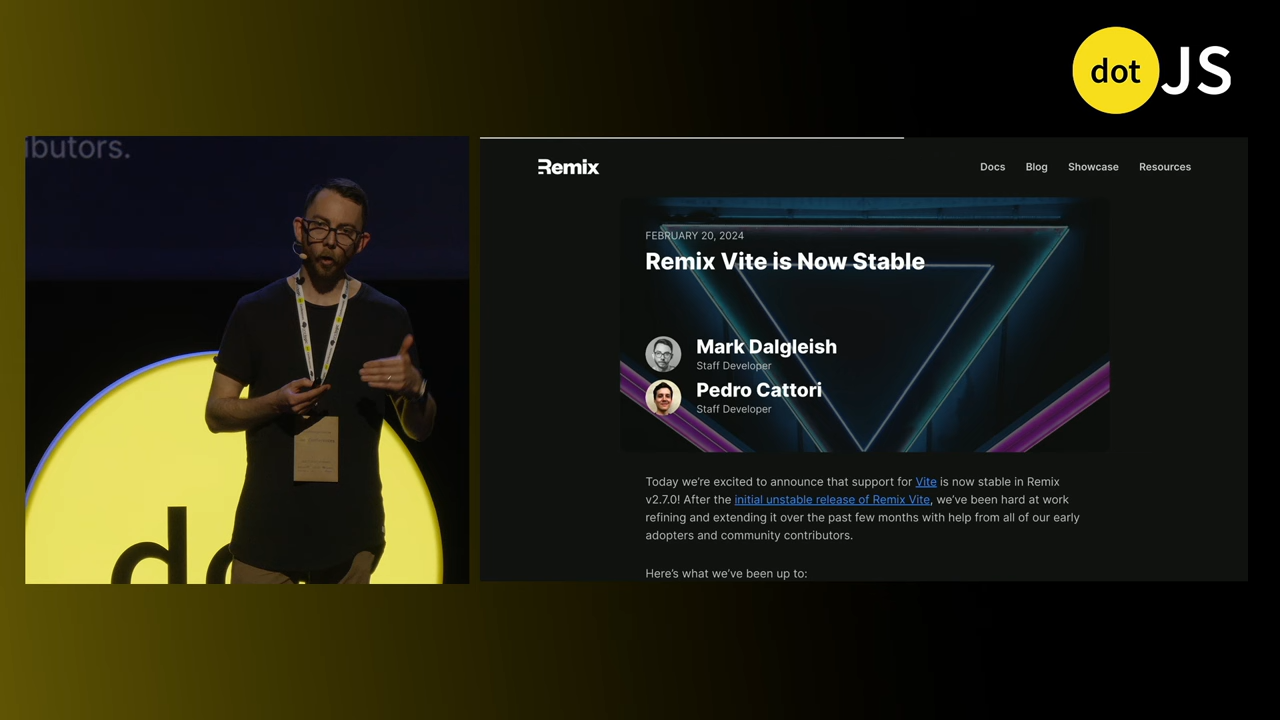 dot JS
ibutors.
do
Remix
Docs Blog Showcase Resources
FEBRUARY 20, 2024
Remix Vite is Now Stable
Mark Dalgleish
Staff Developer
Pedro Cattori
Staff Developer
Today we're excited to announce that support for Vite is now stable in Remix
v2.7.0! After the initial unstable release of Remix Vite, we've been hard at work
refining and extending it over the past few months with help from all of our early
adopters and community contributors.
Here's what we've been up to: